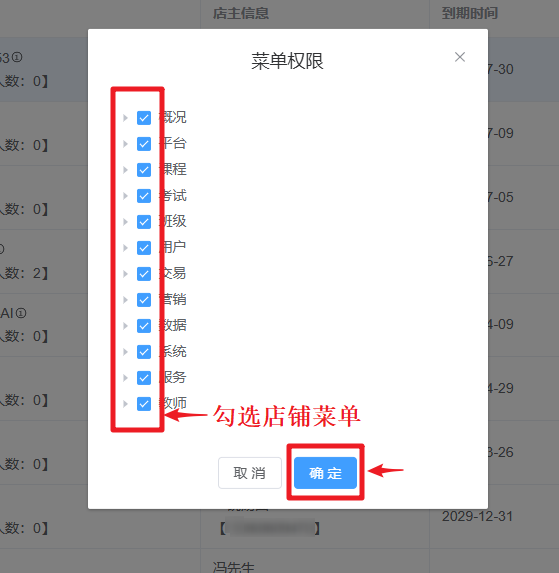 店主信息
到期时间
菜单权限
概况
平台
课程
考试
班级
用户
交易
营销
数据
系统
服务
教师
勾选店铺菜单
取消
确定
人数：0】
人数：0】
人数：0】
人数：2】
AI
人数：0】
人数：0】
人数：0】
人数：0】
7-30
7-09
7-05
6-27
4-09
4-29
3-26
2029-12-31
冯先生